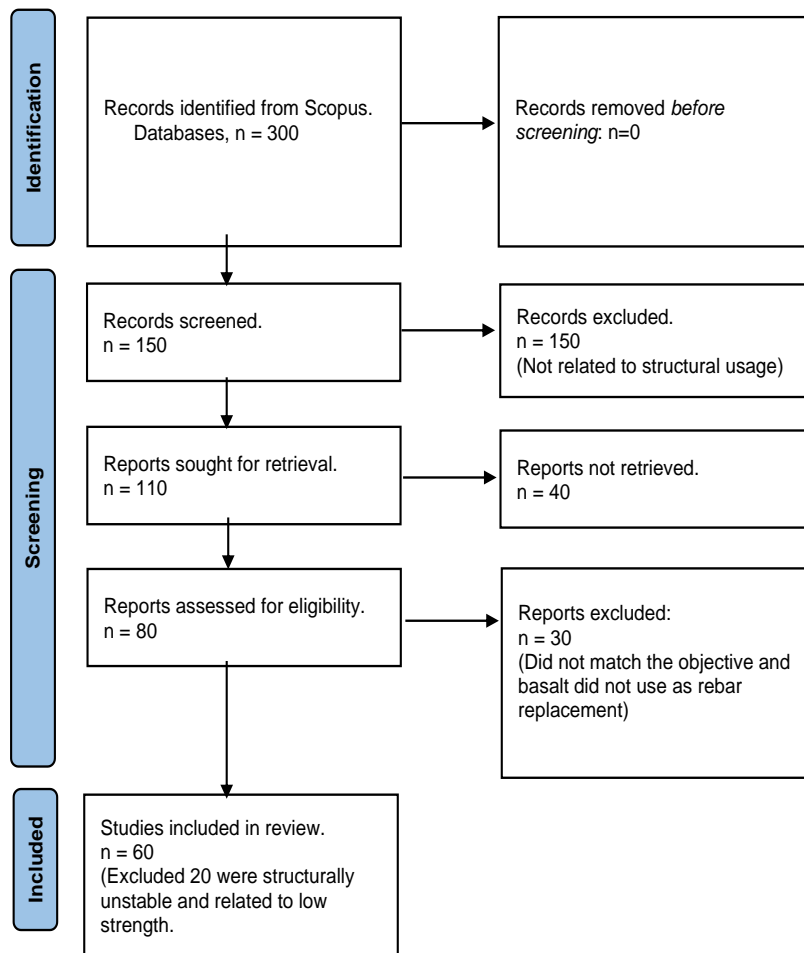 Identification
Records identified from Scopus.
Databases, n = 300
Records removed before
screening: n=0
Screening
Records screened.
n = 150
Records excluded.
n = 150
(Not related to structural usage)
Reports sought for retrieval.
n = 110
Reports not retrieved.
n = 40
Reports assessed for eligibility.
n = 80
Reports excluded:
n = 30
(Did not match the objective and
basalt did not use as rebar
replacement)
Included
Studies included in review.
n = 60
(Excluded 20 were structurally
unstable and related to low
strength.